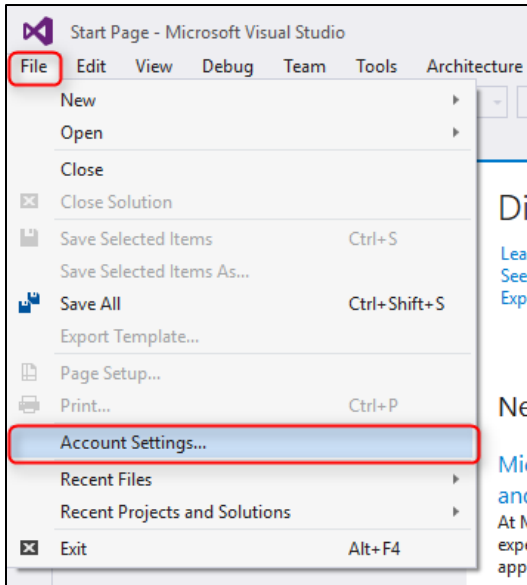 Start Page - Microsoft Visual Studio
File Edit View Debug Team Tools Architecture
New
Open
Close
Close Solution
Save Selected Items Ctrl+S
Save Selected Items As...
Save All Ctrl+Shift+S
Export Template...
Page Setup...
Print... Ctrl+P
Account Settings...
Recent Files
Recent Projects and Solutions
Exit Alt+F4